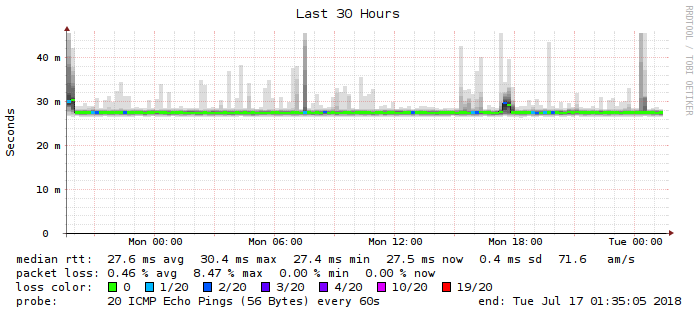 Last 30 Hours
RRDTOOL / TOBI OETIKER
Seconds
40 m
30 m
20 m
10 m
0
Mon 00:00 Mon 06:00 Mon 12:00 Mon 18:00 Tue 00:00
median rtt: 27.6 ms avg 30.4 ms max 27.4 ms min 27.5 ms now 0.4 ms sd 71.6 am/s
packet loss: 0.46 % avg 8.47 % max 0.00 % min 0.00 % now
loss color: 0 1/20 2/20 3/20 4/20 10/20 19/20
probe: 20 ICMP Echo Pings (56 Bytes) every 60s end: Tue Jul 17 01:35:05 2018